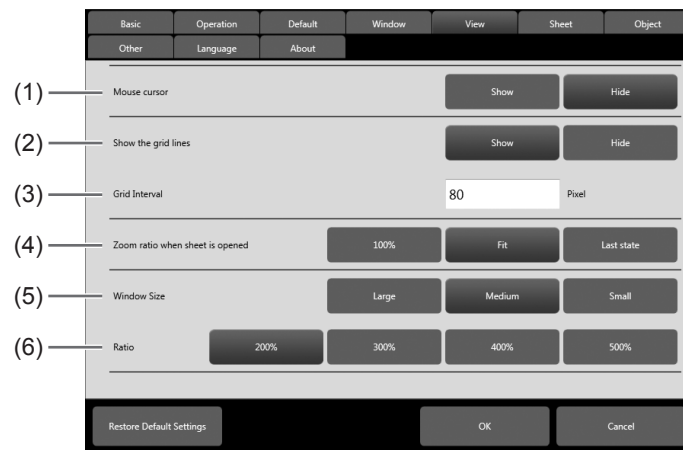 Basic Operation Default Window View Sheet Object
Other Language About
(1) Mouse cursor Show Hide
(2) Show the grid lines Show Hide
(3) Grid Interval 80 Pixel
(4) Zoom ratio when sheet is opened 100% Fit Last state
(5) Window Size Large Medium Small
(6) Ratio 200% 300% 400% 500%
Restore Default Settings OK Cancel